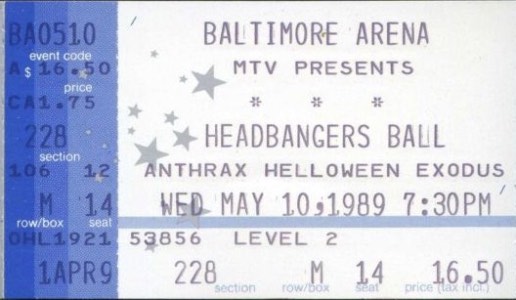 BA0510 BALTIMORE ARENA
event code
A $ 16.50 MTV PRESENTS
price
CA1.75 * * *
228 HEADBANGERS BALL
section
106 12 ANTHRAX HELLOWEEN EXODUS
M 14 WED MAY 10,1989 7:30PM
row/box seat
OHL1921 53856 LEVEL 2
1APR9 228 M 14 16.50
section row/box seat price (tax incl.)